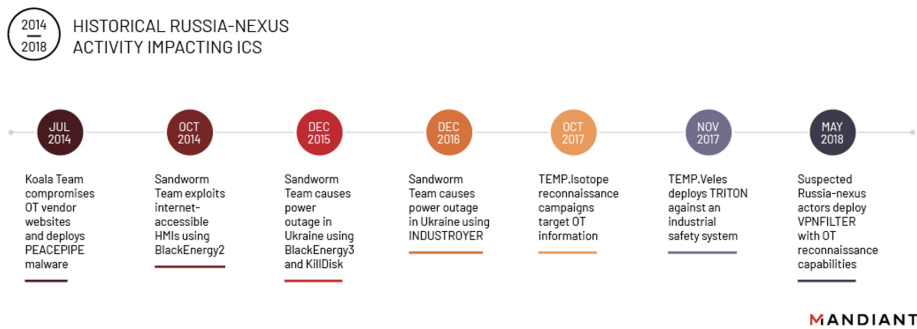 2014
2018
HISTORICAL RUSSIA-NEXUS
ACTIVITY IMPACTING ICS
JUL
2014
Koala Team
compromises
OT vendor
websites
and deploys
PEACEPIPE
malware
OCT
2014
Sandworm
Team exploits
internet-
accessible
HMIs using
BlackEnergy2
DEC
2015
Sandworm
Team causes
power
outage in
Ukraine using
BlackEnergy3
and KillDisk
DEC
2016
Sandworm
Team causes
power outage
in Ukraine using
INDUSTROYER
OCT
2017
TEMP.Isotope
reconnaissance
campaigns
target OT
information
NOV
2017
TEMP.Veles
deploys TRITON
against an
industrial
safety system
MAY
2018
Suspected
Russia-nexus
actors deploy
VPNFILTER
with OT
reconnaissance
capabilities
MANDIANT